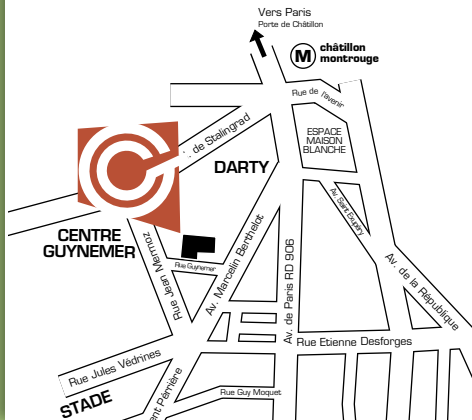 Vers Paris
Porte de Châtillon
M
châtillon
montrouge
Rue de l'avenir
de Stalingrad
ESPACE
MAISON
BLANCHE
DARTY
Av. Saint Exupéry
CENTRE
GUYNEMER
Rue Jean Mermoz
Rue Guynemer
Av. Marcelin Berthelot
Av. de Paris RD 906
Av. de la République
Rue Etienne Desforges
Rue Jules Védrines
STADE
Rue Guy Moquet